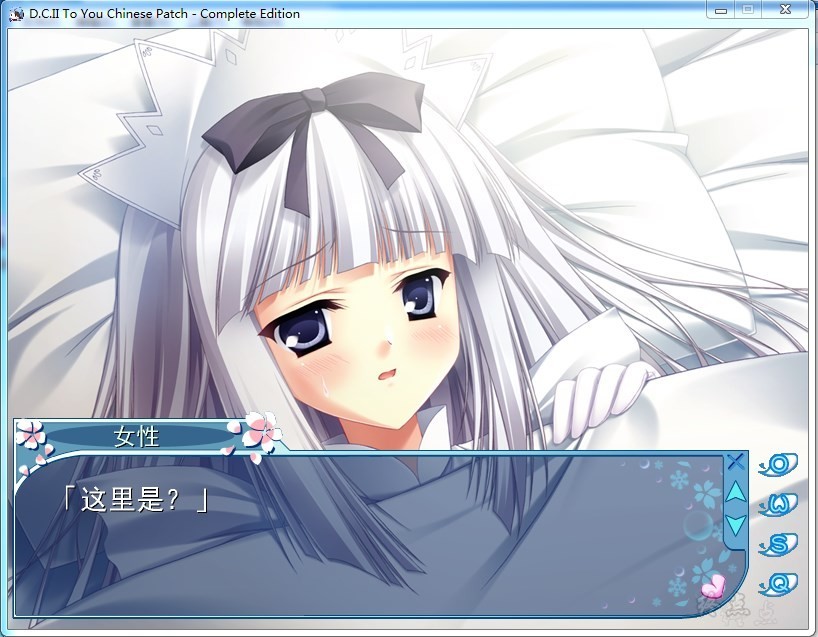 D.C.II To You Chinese Patch - Complete Edition
女性
「这里是？」
O
W
S
Q